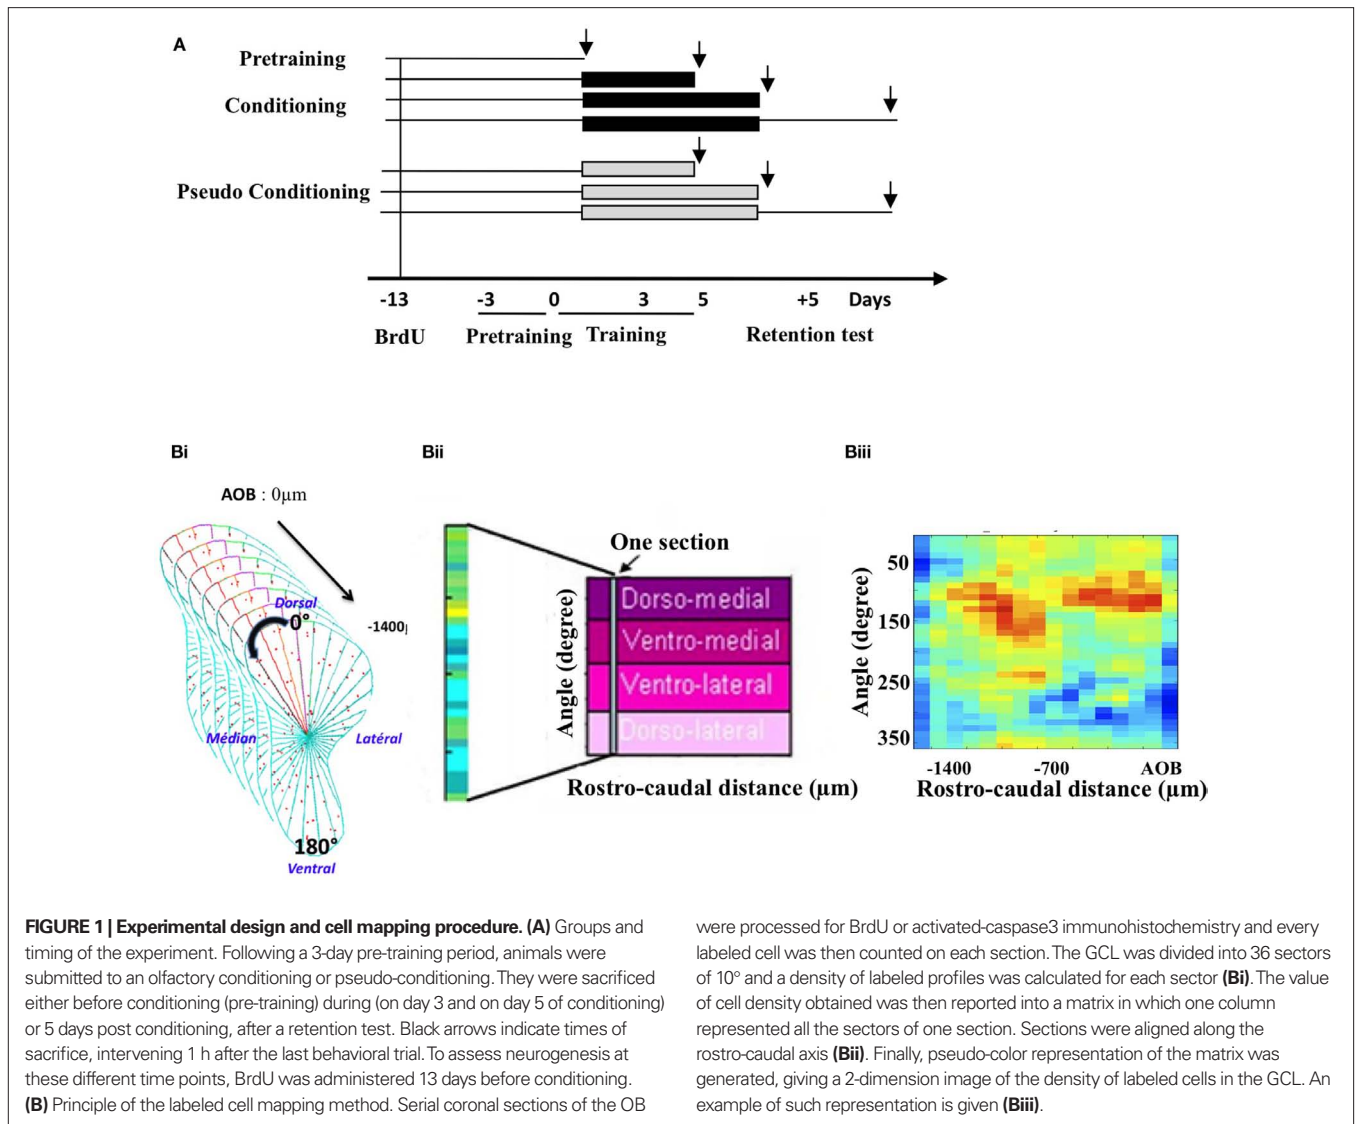 A
Pretraining
Conditioning
Pseudo Conditioning
-13 -3 0 3 5 +5 Days
BrdU Pretraining Training Retention test
Bi
Bii
Biii
AOB : 0µm
Dorsal
0°
-1400
Médian
Latéral
180°
Ventral
One section
Angle (degree)
Dorso-medial
Ventro-medial
Ventro-lateral
Dorso-lateral
Rostro-caudal distance (µm)
Angle (degree)
50
150
250
350
-1400 -700 AOB
Rostro-caudal distance (µm)
FIGURE 1 | Experimental design and cell mapping procedure. (A) Groups and
timing of the experiment. Following a 3-day pre-training period, animals were
submitted to an olfactory conditioning or pseudo-conditioning. They were sacrificed
either before conditioning (pre-training) during (on day 3 and on day 5 of conditioning)
or 5 days post conditioning, after a retention test. Black arrows indicate times of
sacrifice, intervening 1 h after the last behavioral trial. To assess neurogenesis at
these different time points, BrdU was administered 13 days before conditioning.
(B) Principle of the labeled cell mapping method. Serial coronal sections of the OB
were processed for BrdU or activated-caspase3 immunohistochemistry and every
labeled cell was then counted on each section. The GCL was divided into 36 sectors
of 10° and a density of labeled profiles was calculated for each sector (Bi). The value
of cell density obtained was then reported into a matrix in which one column
represented all the sectors of one section. Sections were aligned along the
rostro-caudal axis (Bii). Finally, pseudo-color representation of the matrix was
generated, giving a 2-dimension image of the density of labeled cells in the GCL. An
example of such representation is given (Biii).